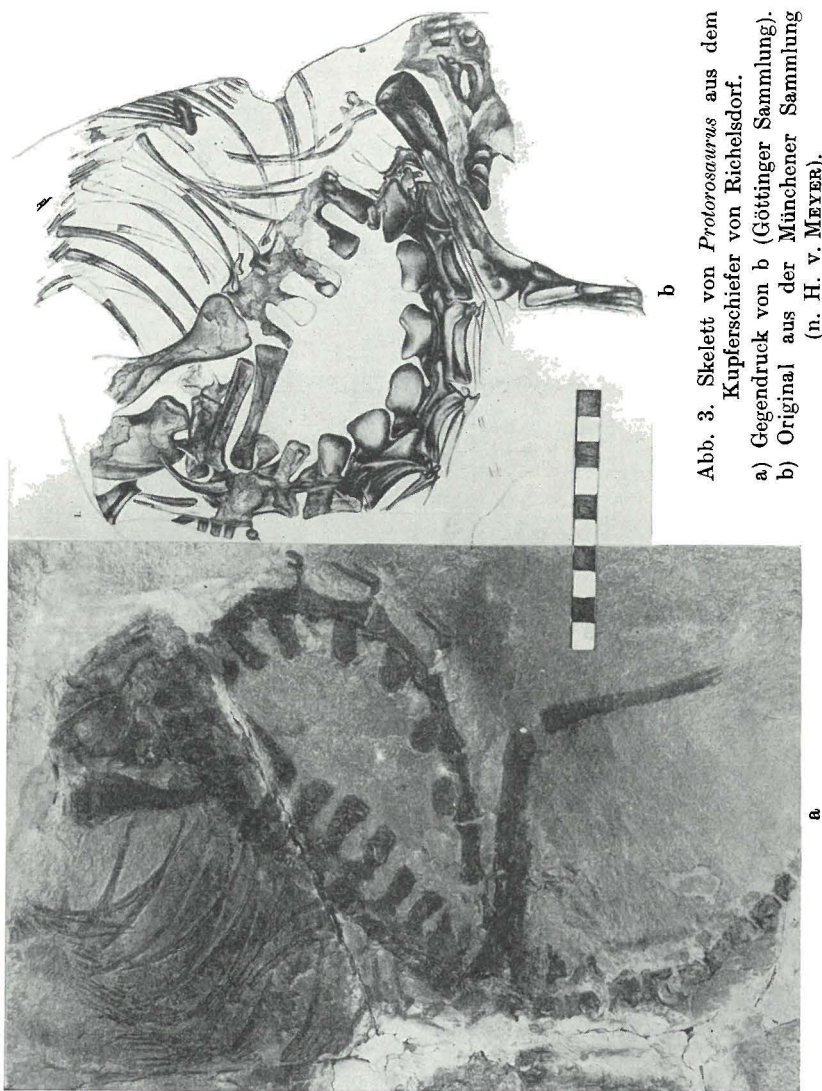 Abb. 3. Skelett von Protorosaurus aus dem
Kupferschiefer von Richelsdorf.
a) Gegendruck von b (Göttinger Sammlung).
b) Original aus der Münchener Sammlung
(n. H. v. MEYER).
b
a